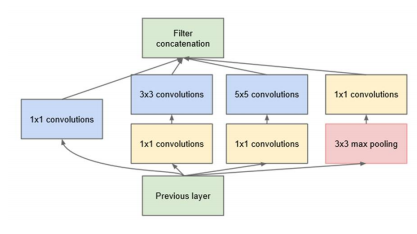 Filter
concatenation
3x3 convolutions
5x5 convolutions
1x1 convolutions
1x1 convolutions
1x1 convolutions
1x1 convolutions
3x3 max pooling
Previous layer